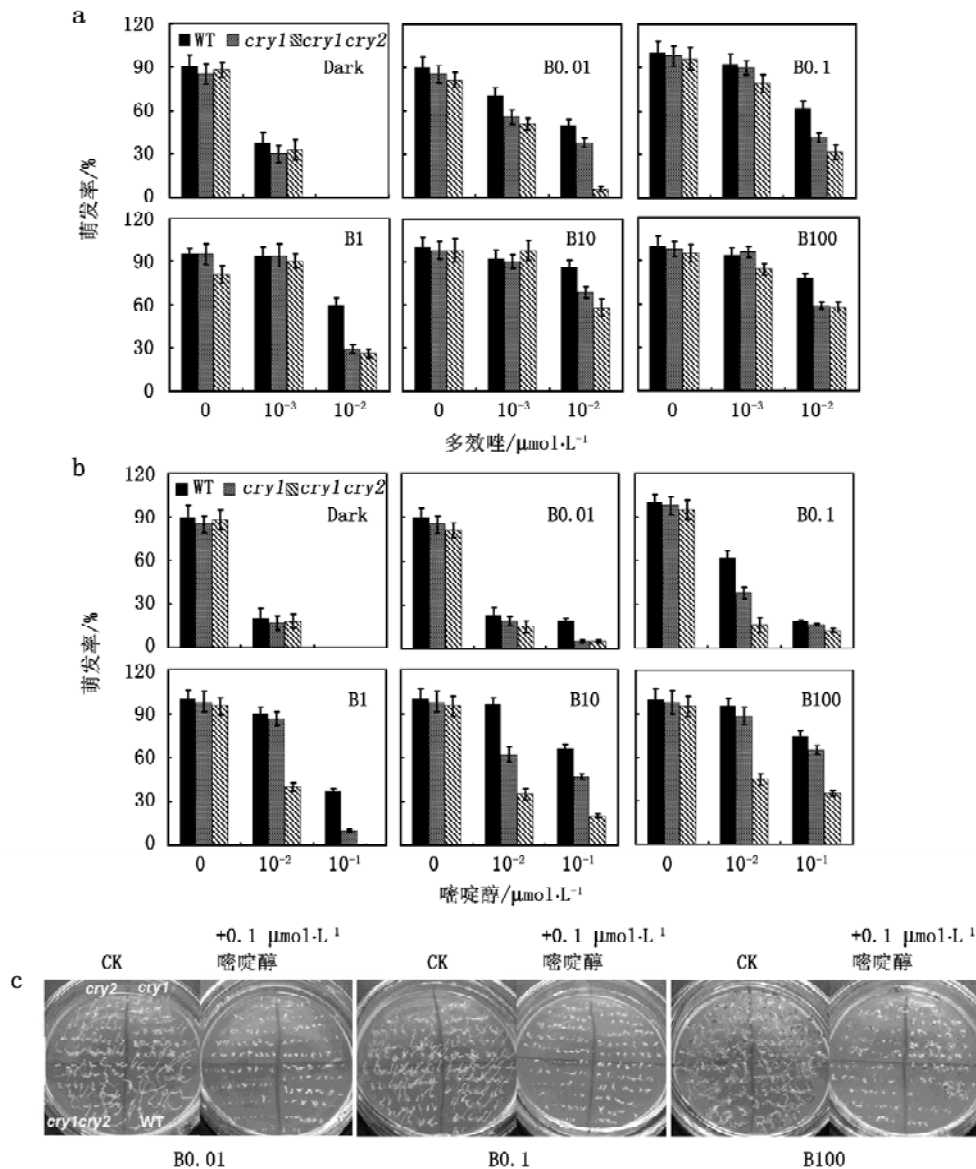 a
120
90
60
30
0
WT cry1 cry1cry2
Dark
B0.01
B0.1
萌发率/%
120
90
60
30
0
B1
B10
B100
0 10⁻³ 10⁻² 0 10⁻³ 10⁻² 0 10⁻³ 10⁻²
多效唑/μmol·L⁻¹
b
120
90
60
30
0
WT cry1 cry1cry2
Dark
B0.01
B0.1
萌发率/%
120
90
60
30
0
B1
B10
B100
0 10⁻² 10⁻¹ 0 10⁻² 10⁻¹ 0 10⁻² 10⁻¹
嘧啶醇/μmol·L⁻¹
+0.1 μmol·L⁻¹ +0.1 μmol·L⁻¹ +0.1 μmol·L⁻¹
CK 嘧啶醇 CK 嘧啶醇 CK 嘧啶醇
c
cry2 cry1
cry1cry2 WT
B0.01 B0.1 B100